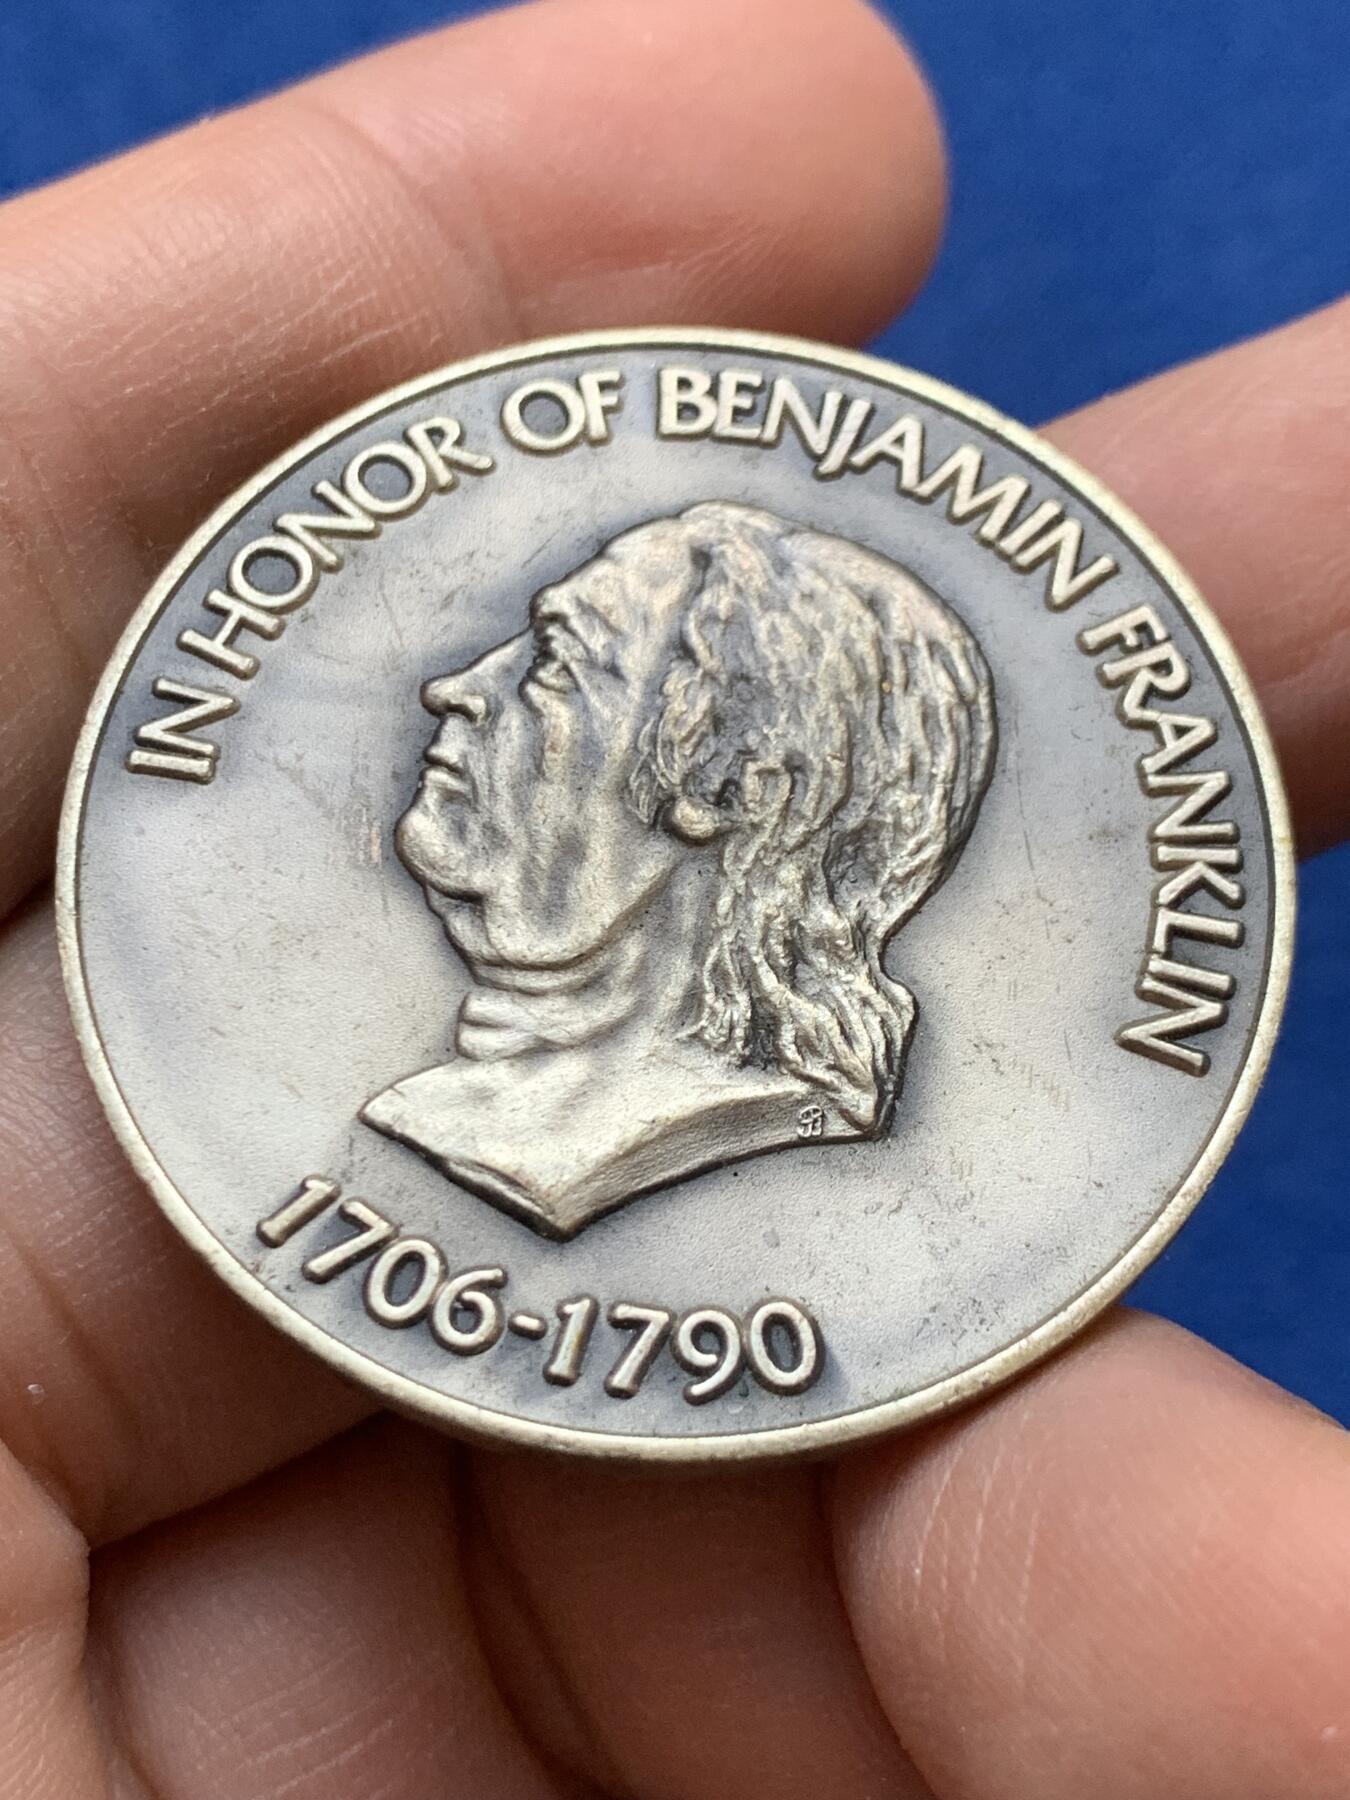 IN HONOR OF BENJAMIN FRANKLIN
1706-1790